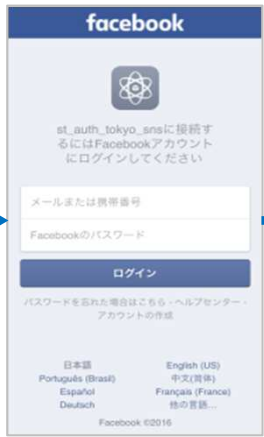 facebook
st_auth_tokyo_snsに接続す
るにはFacebookアカウント
にログインしてください
メールまたは携帯番号
Facebookのパスワード
ログイン
パスワードを忘れた場合はこちら・ヘルプセンター・
アカウントの作成
日本語 English (US)
Português (Brasil) 中文(简体)
Español Français (France)
Deutsch 他の言語...
Facebook ©2016